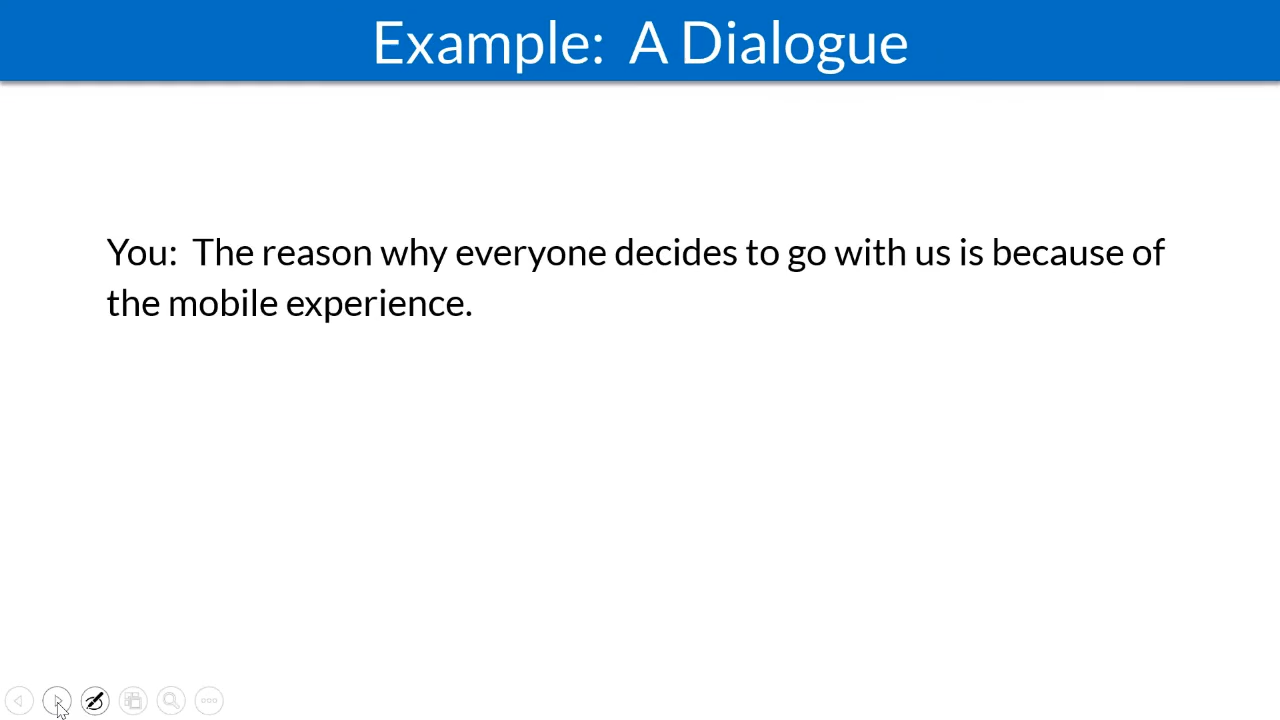 Example:  A Dialogue
You:  The reason why everyone decides to go with us is because of
the mobile experience.